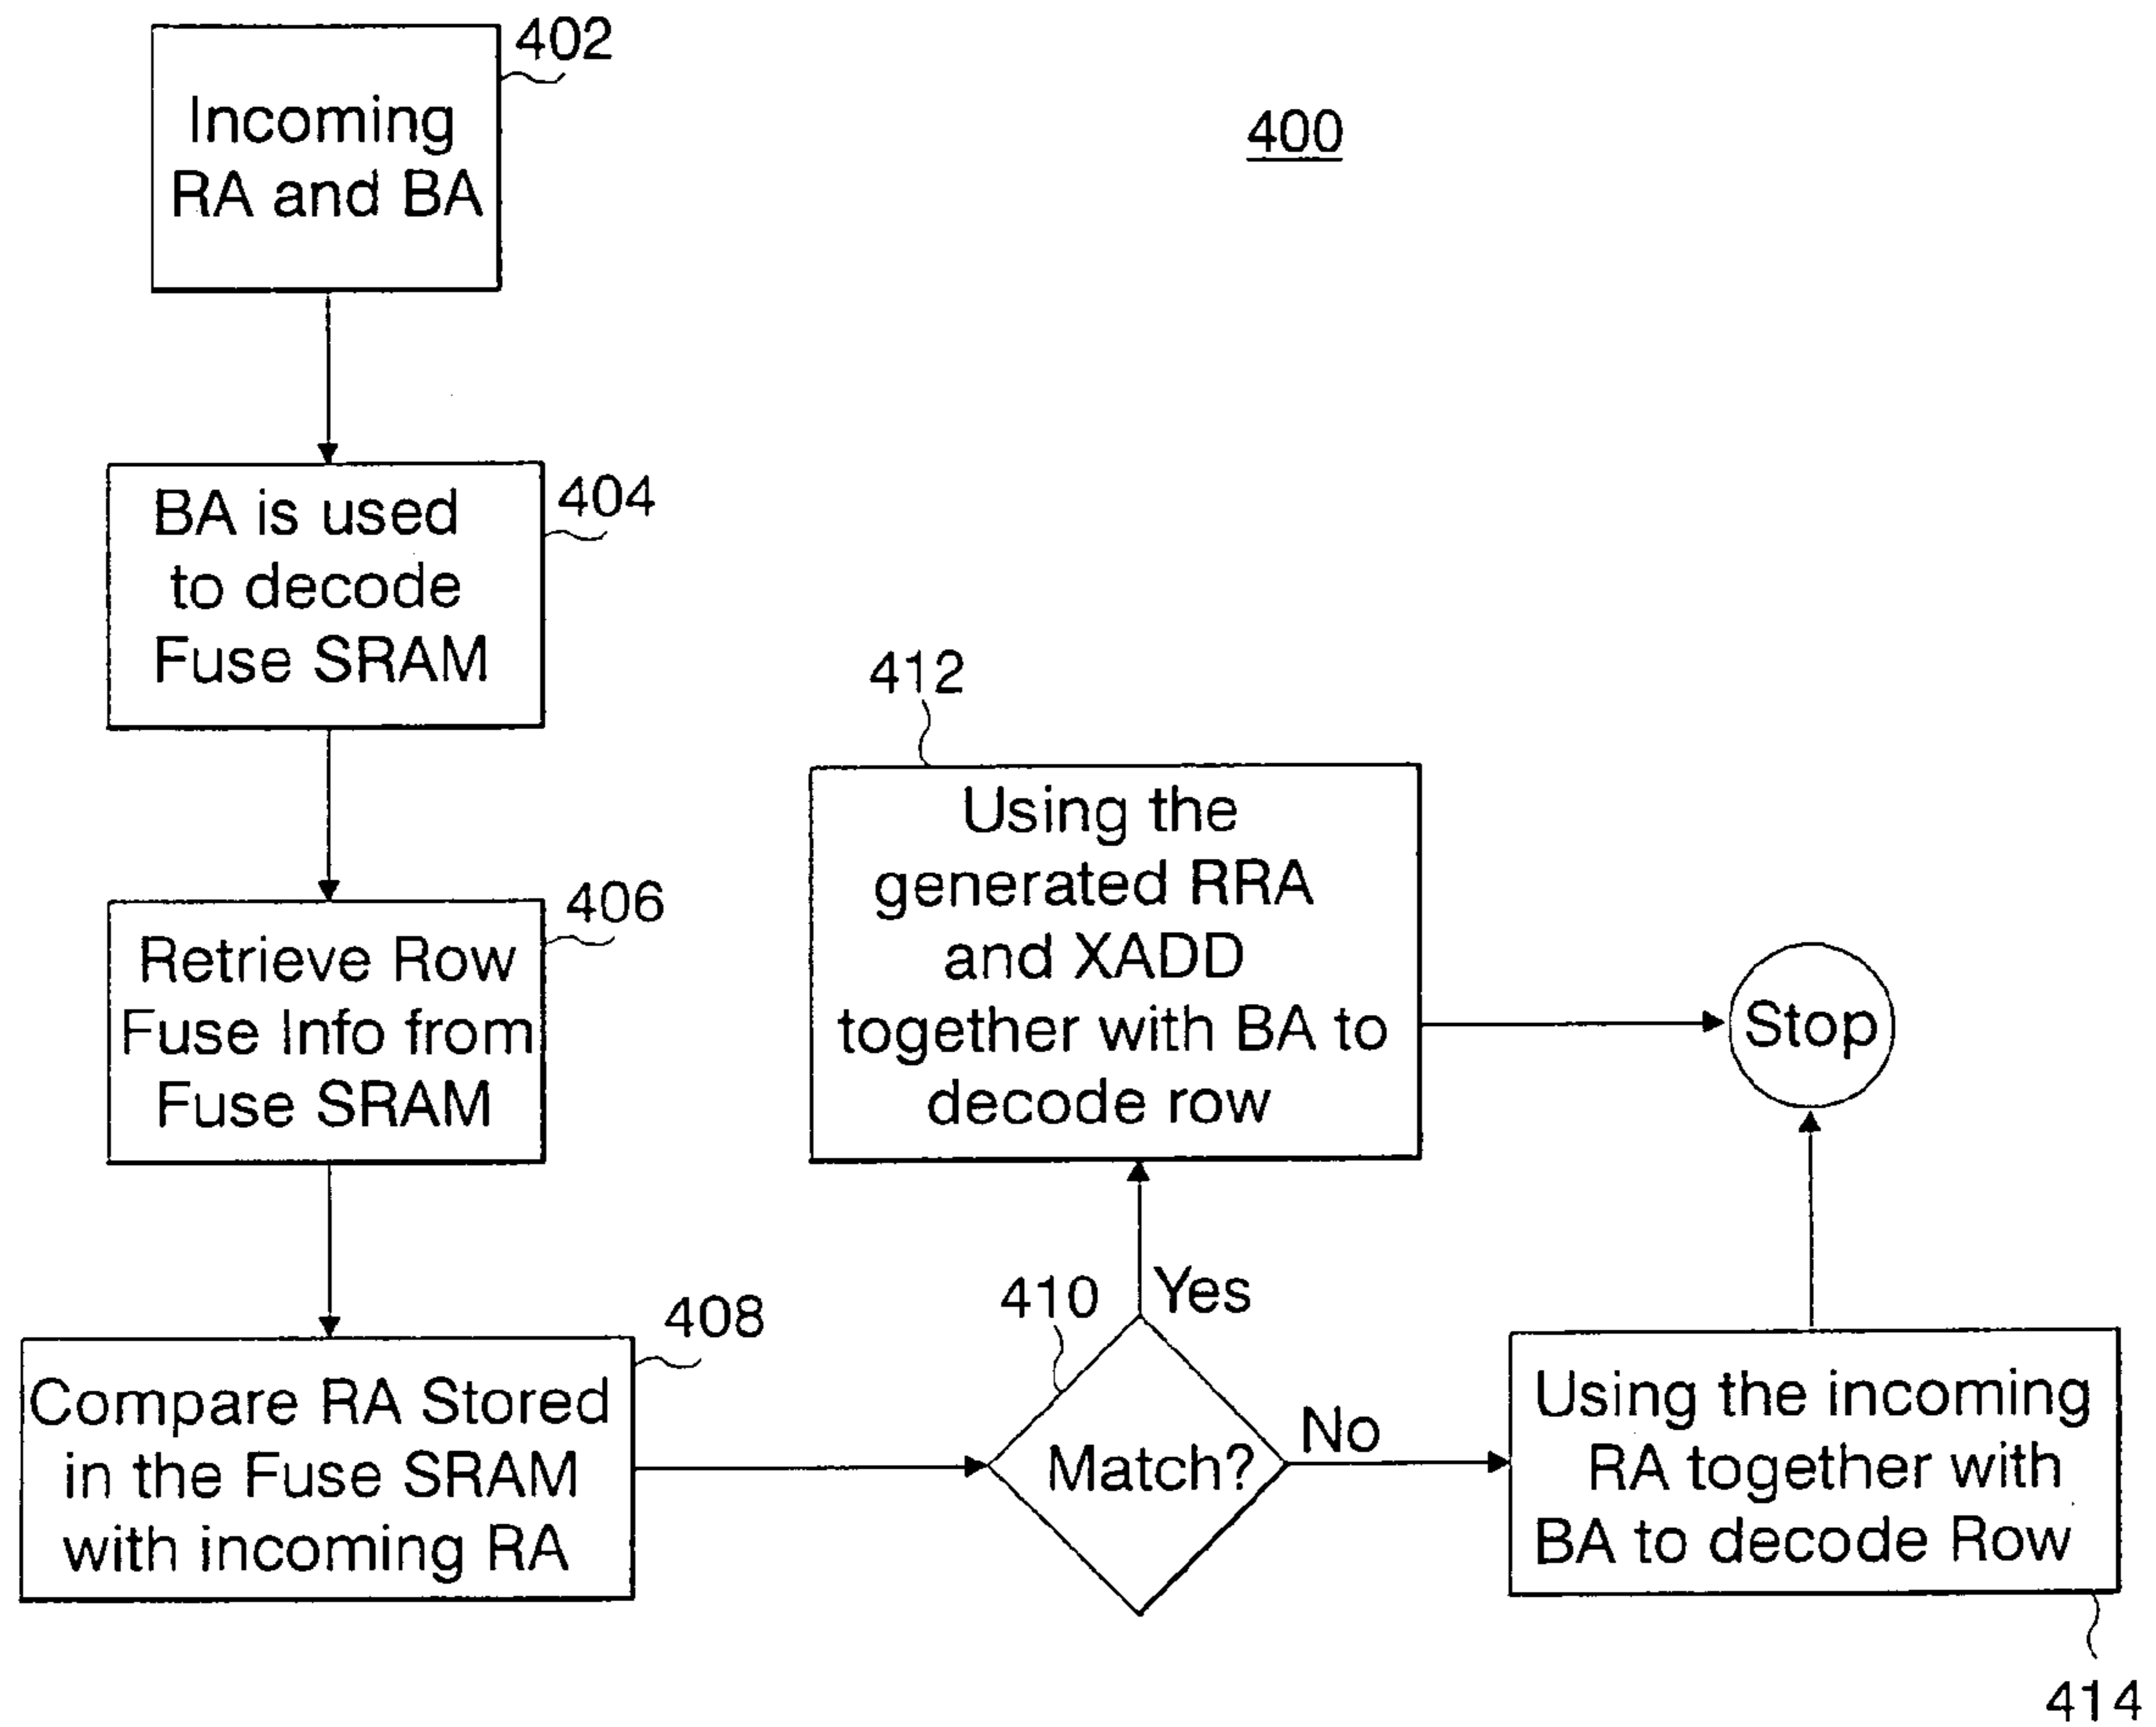 402
Incoming
RA and BA
400
404
BA is used
to decode
Fuse SRAM
406
Retrieve Row
Fuse Info from
Fuse SRAM
408
Compare RA Stored
in the Fuse SRAM
with incoming RA
410
Match?
Yes
No
412
Using the
generated RRA
and XADD
together with BA to
decode row
Stop
Using the incoming
RA together with
BA to decode Row
414